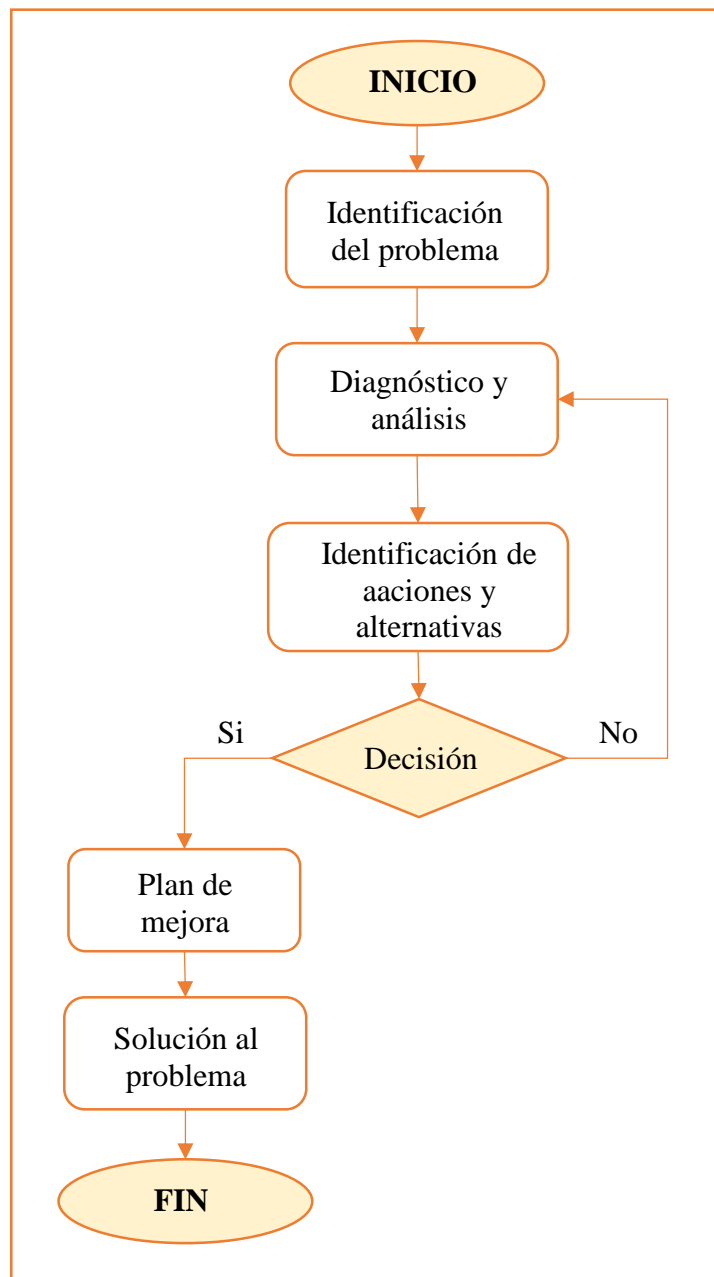 INICIO
Identificación
del problema
Diagnóstico y
análisis
Identificación de
aaciones y
alternativas
Si
No
Decisión
Plan de
mejora
Solución al
problema
FIN